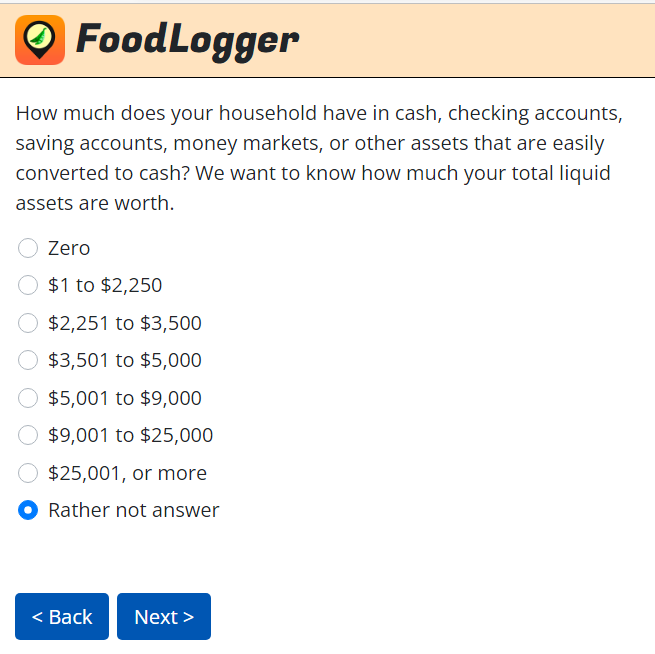 FoodLogger
How much does your household have in cash, checking accounts,
saving accounts, money markets, or other assets that are easily
converted to cash? We want to know how much your total liquid
assets are worth.
Zero
$1 to $2,250
$2,251 to $3,500
$3,501 to $5,000
$5,001 to $9,000
$9,001 to $25,000
$25,001, or more
Rather not answer
< Back
Next >